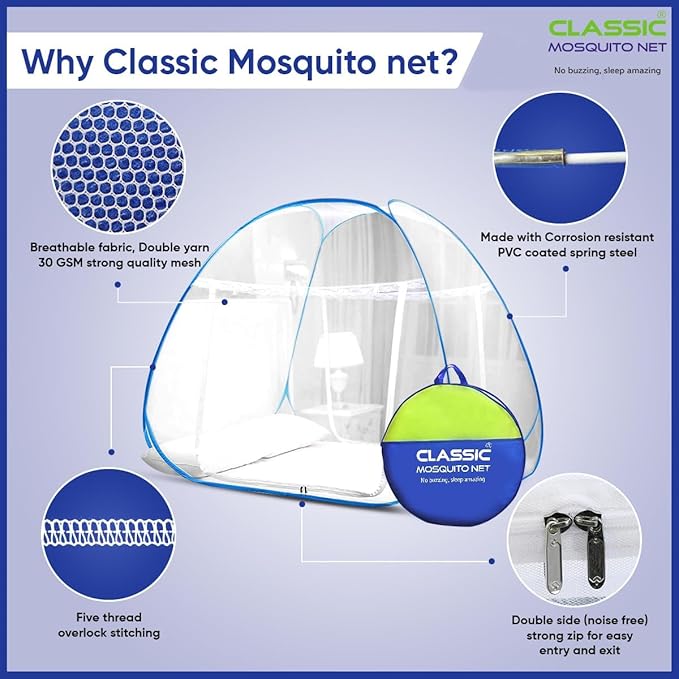 Why Classic Mosquito net?
CLASSIC®
MOSQUITO NET
No buzzing, sleep amazing
Breathable fabric, Double yarn
30 GSM strong quality mesh
Made with Corrosion resistant
PVC coated spring steel
CLASSIC
MOSQUITO NET
No buzzing, sleep amazing
Five thread
overlock stitching
Double side (noise free)
strong zip for easy
entry and exit